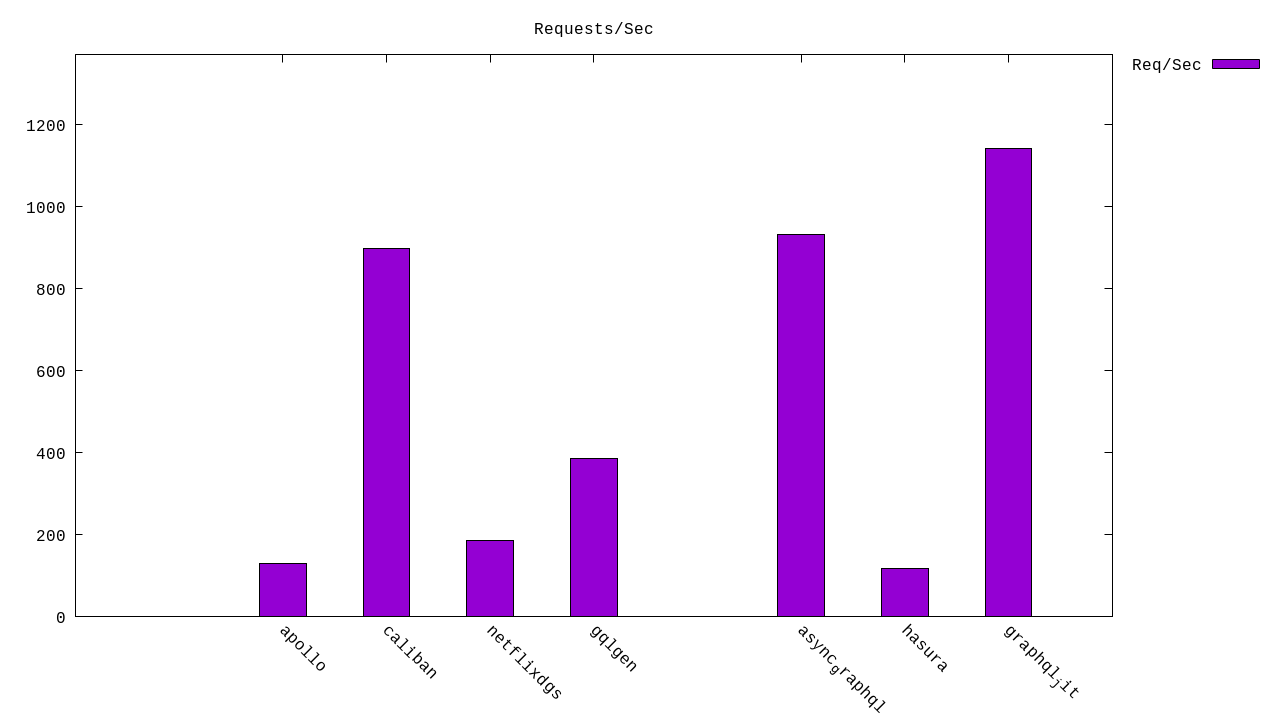 Requests/Sec
Req/Sec
1200
1000
800
600
400
200
0
apollo
caliban
netflixdgs
gqlgen
async_graphql
hasura
graphql_jit